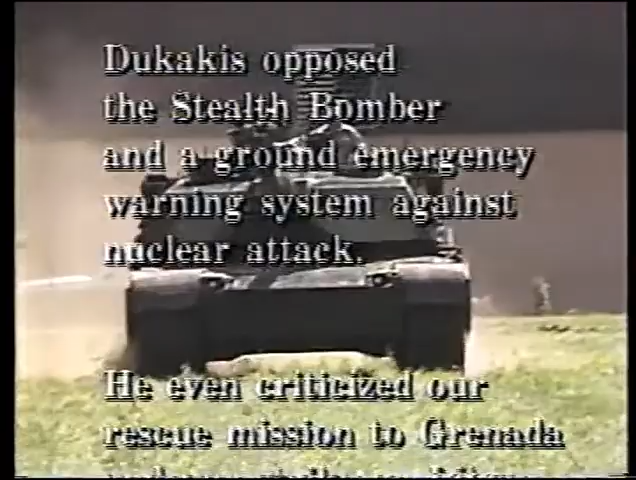 Dukakis opposed
the Stealth Bomber
and a ground emergency
warning system against
nuclear attack.
He even criticized our
rescue mission to Grenada